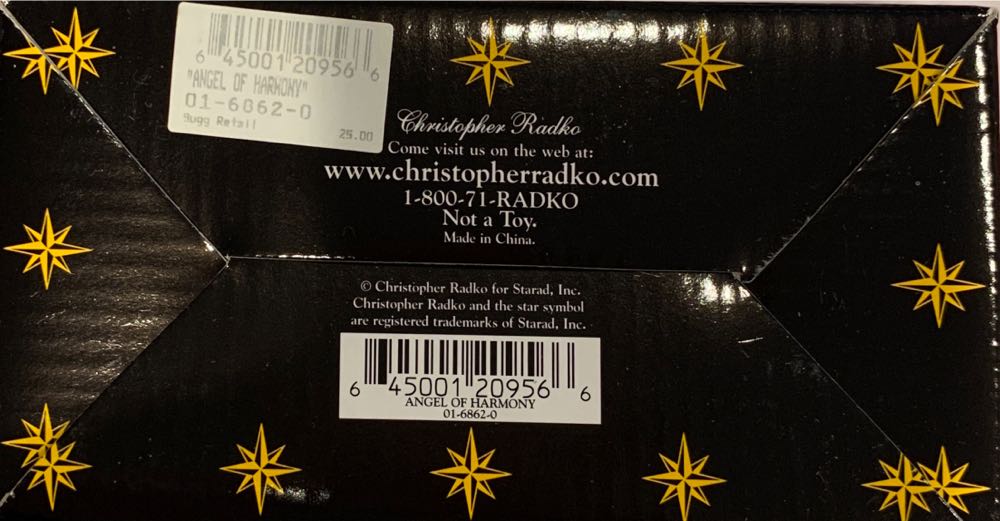 6 45001 20956 6
"ANGEL OF HARMONY"
01-6862-0
Sugg Retail 25.00
Christopher Radko
Come visit us on the web at:
www.christopherradko.com
1-800-71-RADKO
Not a Toy.
Made in China.
© Christopher Radko for Starad, Inc.
Christopher Radko and the star symbol
are registered trademarks of Starad, Inc.
6 45001 20956 6
ANGEL OF HARMONY
01-6862-0